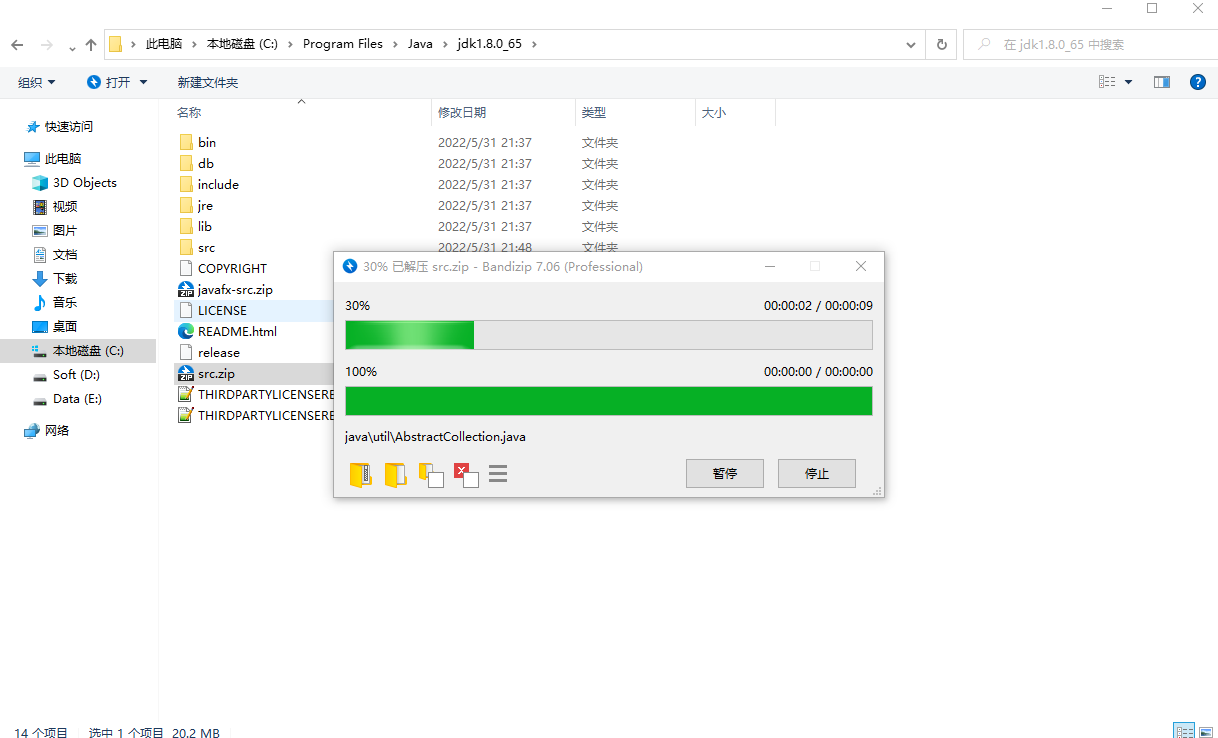 此电脑 本地磁盘 (C:) Program Files Java jdk1.8.0_65 在 jdk1.8.0_65 中搜索
组织 打开 新建文件夹
名称 修改日期 类型 大小
快速访问
此电脑
3D Objects
视频
图片
文档
下载
音乐
桌面
本地磁盘 (C:)
Soft (D:)
Data (E:)
网络
bin 2022/5/31 21:37 文件夹
db 2022/5/31 21:37 文件夹
include 2022/5/31 21:37 文件夹
jre 2022/5/31 21:37 文件夹
lib 2022/5/31 21:37 文件夹
src 2022/5/31 21:48 文件夹
COPYRIGHT
javafx-src.zip
LICENSE
README.html
release
src.zip
THIRDPARTYLICENSERE
THIRDPARTYLICENSERE
30% 已解压 src.zip - Bandizip 7.06 (Professional)
30% 00:00:02 / 00:00:09
100% 00:00:00 / 00:00:00
java\util\AbstractCollection.java
暂停 停止
14 个项目 选中 1 个项目 20.2 MB